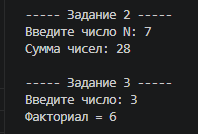 ----- Задание 2 -----
Введите число N: 7
Сумма чисел: 28
----- Задание 3 -----
Введите число: 3
Факториал = 6